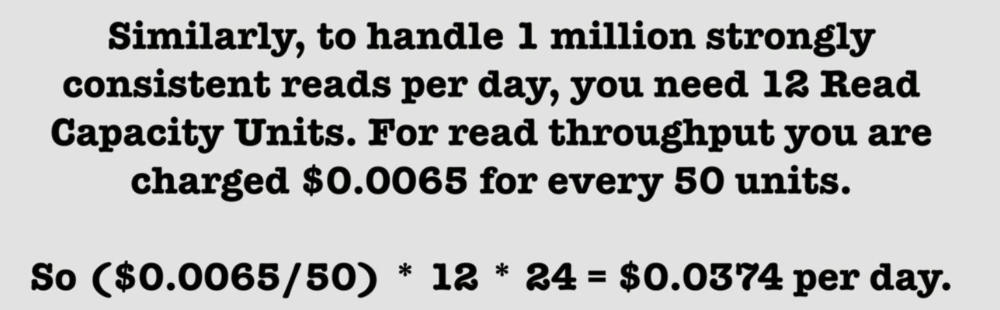 Similarly, to handle 1 million strongly
consistent reads per day, you need 12 Read
Capacity Units. For read throughput you are
charged $0.0065 for every 50 units.
So ($0.0065/50) * 12 * 24 = $0.0374 per day.